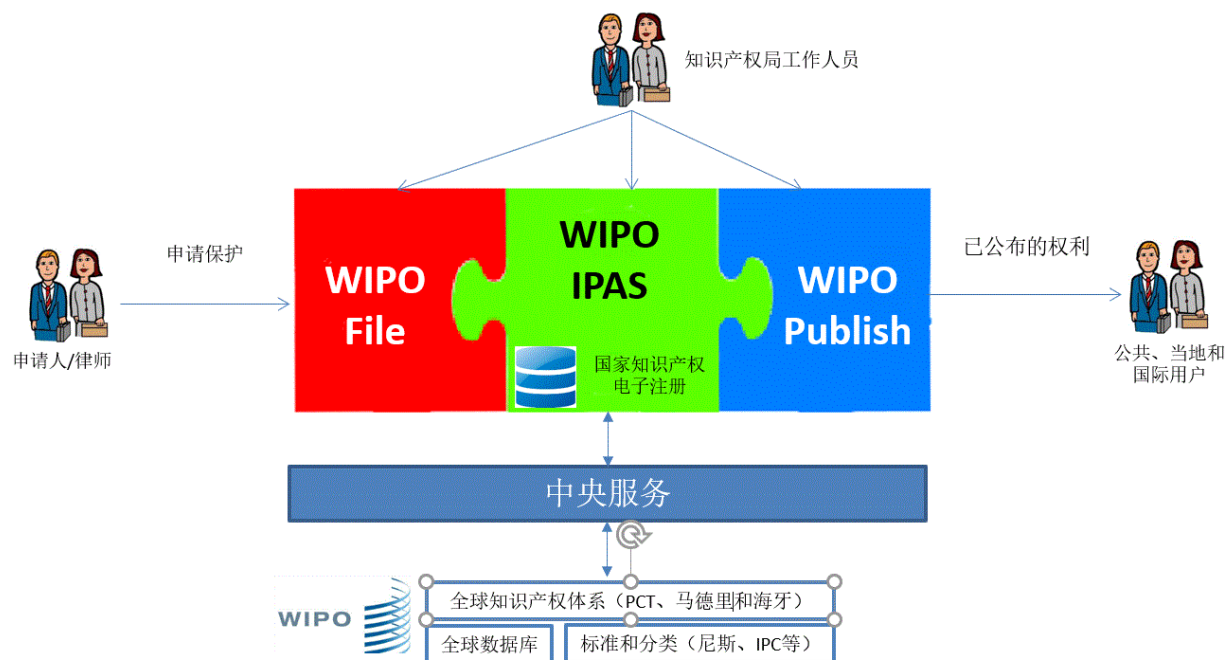 知识产权局工作人员
申请保护
申请人/律师
WIPO
File
WIPO
IPAS
国家知识产权
电子注册
WIPO
Publish
已公布的权利
公共、当地和
国际用户
中央服务
WIPO
全球知识产权体系（PCT、马德里和海牙）
全球数据库
标准和分类（尼斯、IPC等）